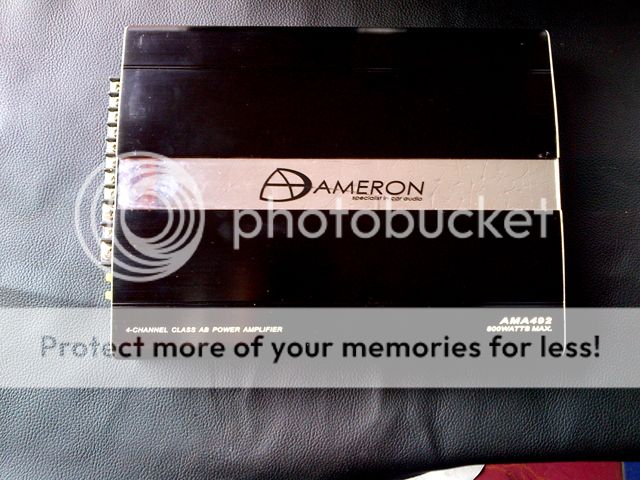 AMERON
specialist in car audio
photobucket
4-CHANNEL CLASS AB POWER AMPLIFIER
AMA492
800WATTS MAX.
Protect more of your memories for less!